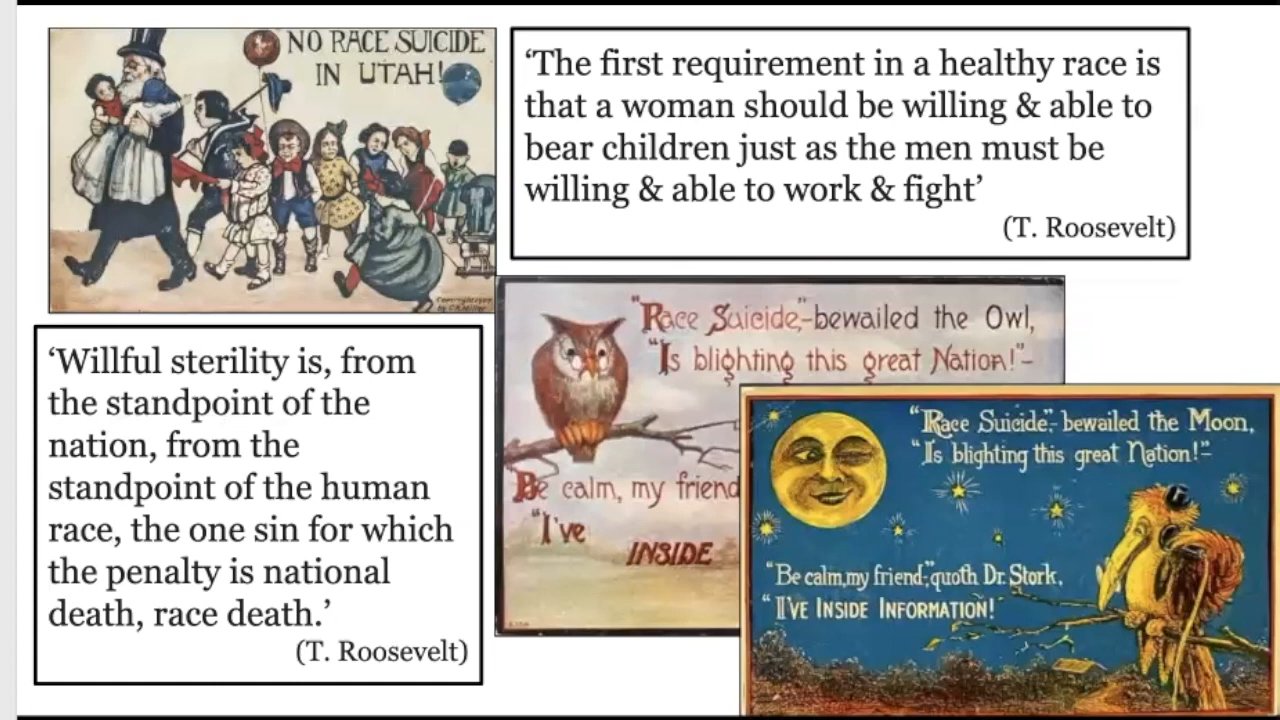 NO RACE SUICIDE
IN UTAH!
‘The first requirement in a healthy race is
that a woman should be willing & able to
bear children just as the men must be
willing & able to work & fight’
(T. Roosevelt)
‘Willful sterility is, from
the standpoint of the
nation, from the
standpoint of the human
race, the one sin for which
the penalty is national
death, race death.’
(T. Roosevelt)
"Race Suicide,"-bewailed the Owl,
"Is blighting this great Nation!"-
Be calm, my friend
"I've
INSIDE
"Race Suicide",- bewailed the Moon,
"Is blighting this great Nation!"-
"Be calm, my friend," quoth Dr. Stork,
"I'VE INSIDE INFORMATION!